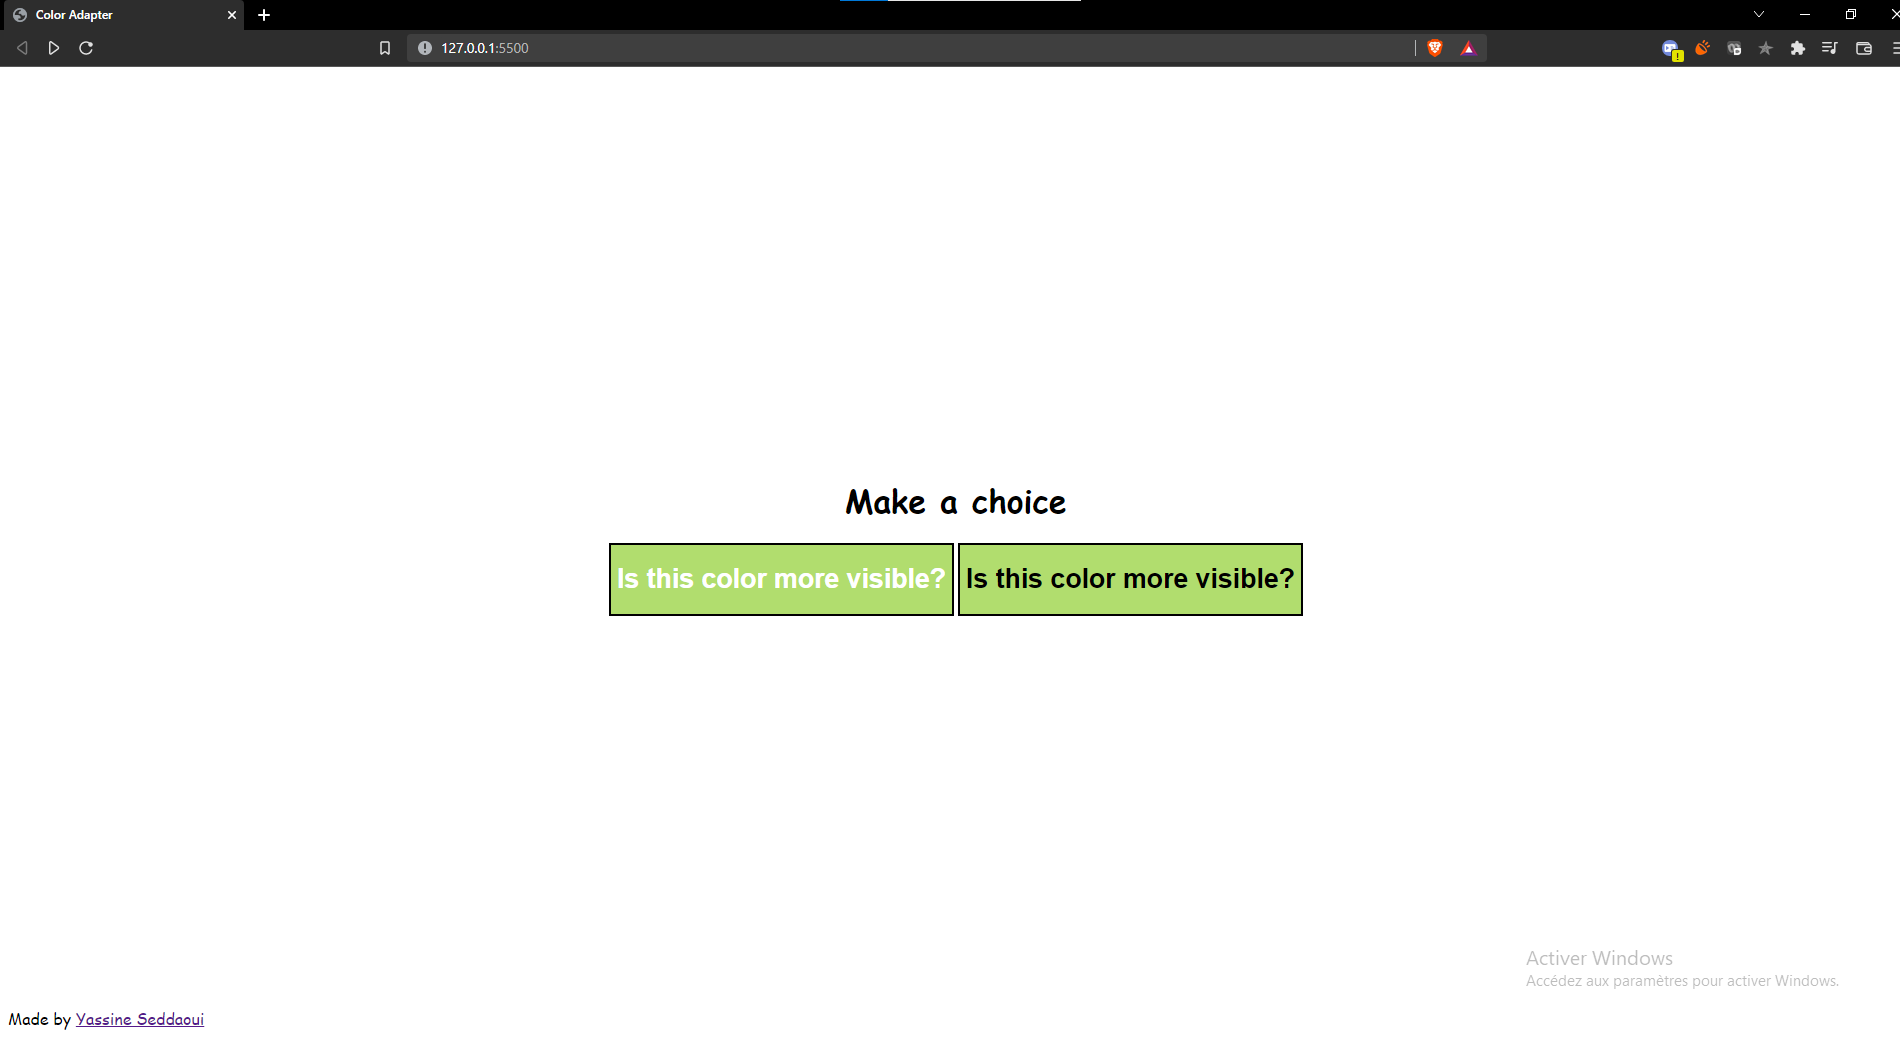 Color Adapter
127.0.0.1:5500
Make a choice
Is this color more visible? Is this color more visible?
Activer Windows
Accédez aux paramètres pour activer Windows.
Made by Yassine Seddaoui